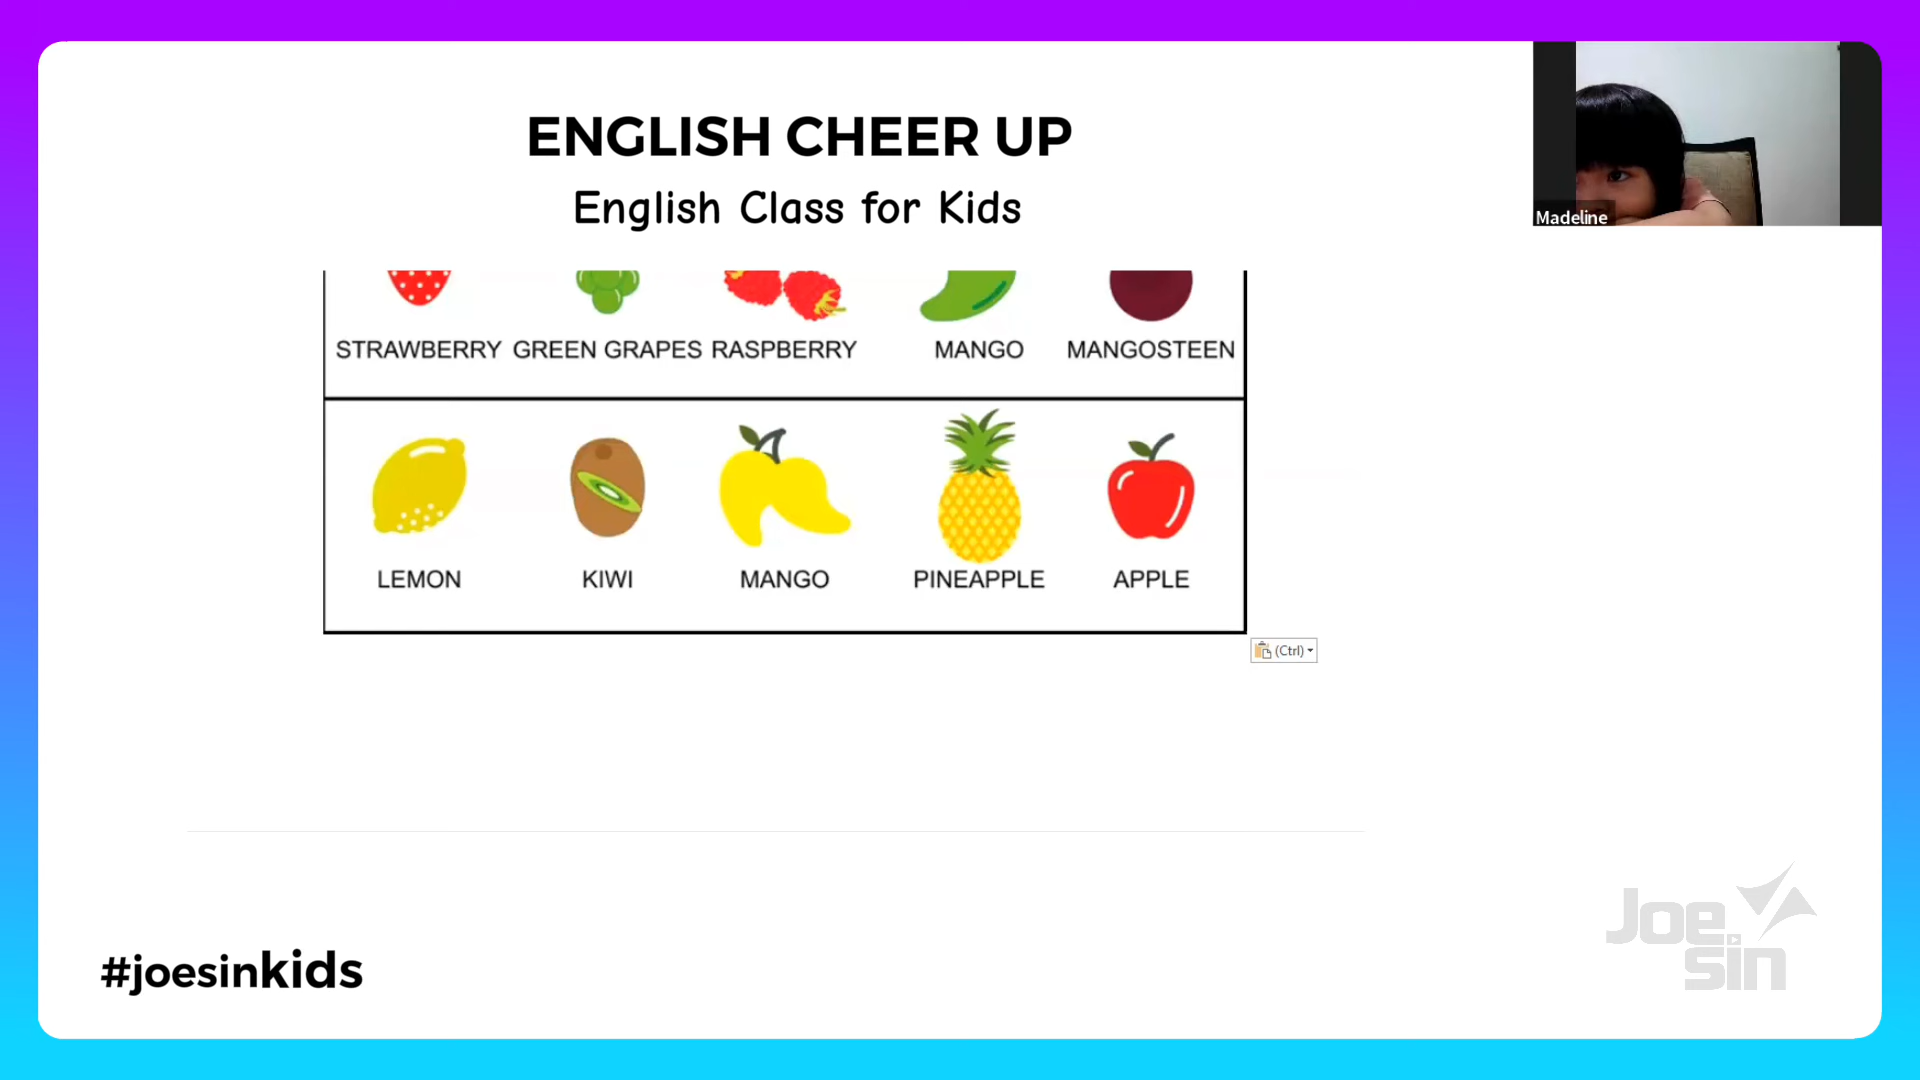 ENGLISH CHEER UP
English Class for Kids
Madeline
STRAWBERRY GREEN GRAPES RASPBERRY MANGO MANGOSTEEN
LEMON KIWI MANGO PINEAPPLE APPLE
(Ctrl)
#joesinkids
Joe
sin